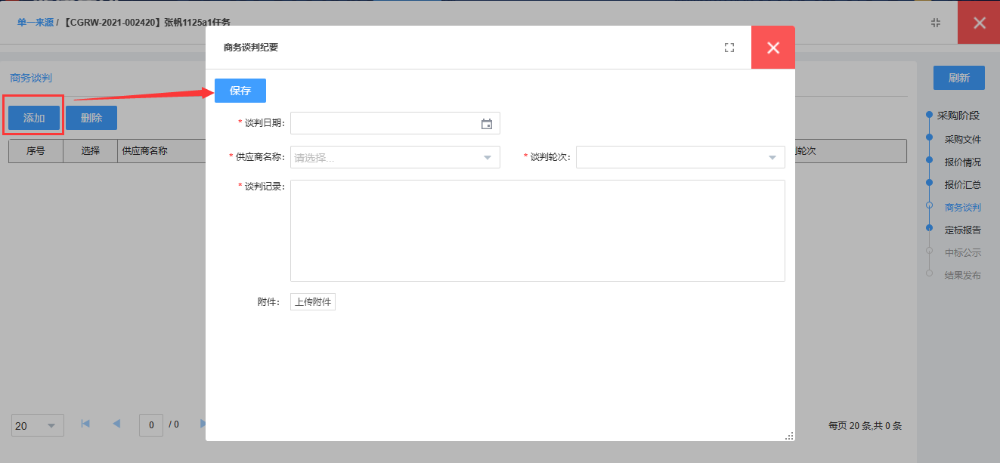 单一来源 / 【CGRW-2021-002420】张帆1125a1任务
商务谈判纪要
商务谈判
刷新
保存
添加
删除
* 谈判日期:
序号
选择
供应商名称
* 供应商名称:
请选择...
* 谈判轮次:
轮次
* 谈判记录:
附件:
上传附件
采购阶段
采购文件
报价情况
报价汇总
商务谈判
定标报告
中标公示
结果发布
20
0
/ 0
每页 20 条,共 0 条